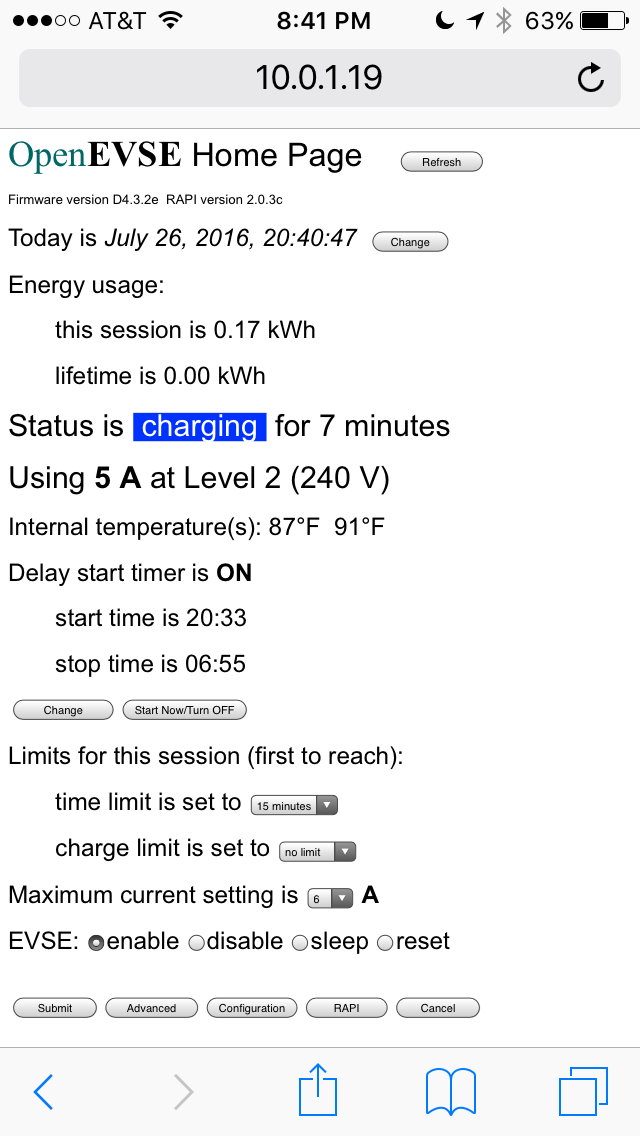 AT&T 8:41 PM 63%
10.0.1.19
OpenEVSE Home Page Refresh
Firmware version D4.3.2e RAPI version 2.0.3c
Today is July 26, 2016, 20:40:47 Change
Energy usage:
this session is 0.17 kWh
lifetime is 0.00 kWh
Status is charging for 7 minutes
Using 5 A at Level 2 (240 V)
Internal temperature(s): 87°F 91°F
Delay start timer is ON
start time is 20:33
stop time is 06:55
Change Start Now/Turn OFF
Limits for this session (first to reach):
time limit is set to 15 minutes
charge limit is set to no limit
Maximum current setting is 6 A
EVSE: enable disable sleep reset
Submit Advanced Configuration RAPI Cancel